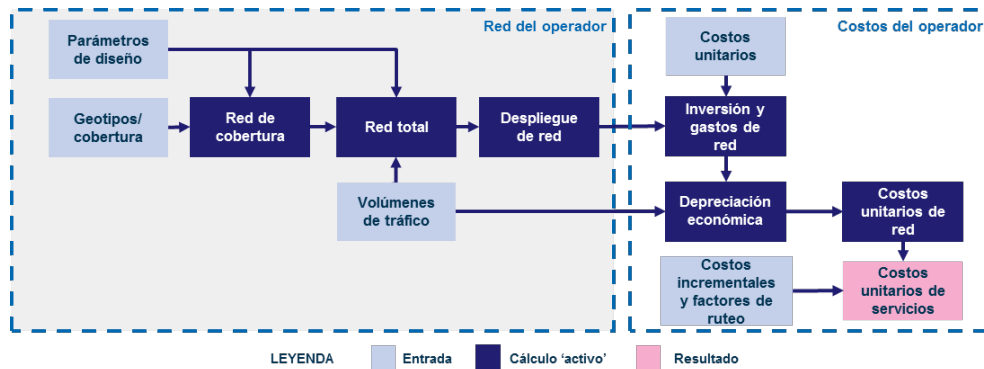 Red del operador
Costos del operador
Parámetros
de diseño
Costos
unitarios
Geotipos/
cobertura
Red de
cobertura
Red total
Despliegue
de red
Inversión y
gastos de
red
Volúmenes
de tráfico
Depreciación
económica
Costos
unitarios de
red
Costos
incrementales
y factores de
ruteo
Costos
unitarios de
servicios
LEYENDA
Entrada
Cálculo ‘activo’
Resultado